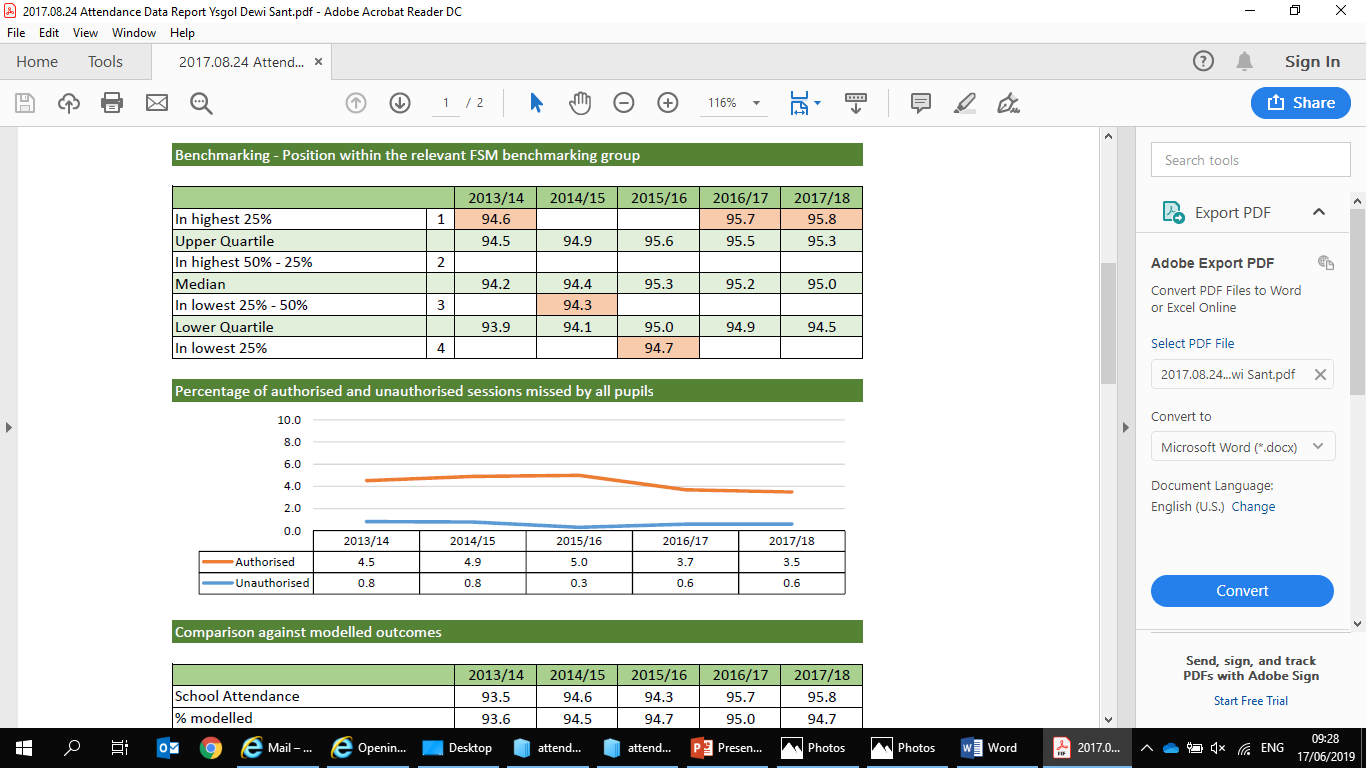 2017.08.24 Attendance Data Report Ysgol Dewi Sant.pdf - Adobe Acrobat Reader DC
File Edit View Window Help
Home Tools 2017.08.24 Attend... × Sign In
1 / 2 116% Share
Benchmarking - Position within the relevant FSM benchmarking group
2013/14 2014/15 2015/16 2016/17 2017/18
In highest 25% 1 94.6 95.7 95.8
Upper Quartile 94.5 94.9 95.6 95.5 95.3
In highest 50% - 25% 2
Median 94.2 94.4 95.3 95.2 95.0
In lowest 25% - 50% 3 94.3
Lower Quartile 93.9 94.1 95.0 94.9 94.5
In lowest 25% 4 94.7
Percentage of authorised and unauthorised sessions missed by all pupils
10.0
8.0
6.0
4.0
2.0
0.0
2013/14 2014/15 2015/16 2016/17 2017/18
Authorised 4.5 4.9 5.0 3.7 3.5
Unauthorised 0.8 0.8 0.3 0.6 0.6
Comparison against modelled outcomes
2013/14 2014/15 2015/16 2016/17 2017/18
School Attendance 93.5 94.6 94.3 95.7 95.8
% modelled 93.6 94.5 94.7 95.0 94.7
Search tools
Export PDF
Adobe Export PDF
Convert PDF Files to Word
or Excel Online
Select PDF File
2017.08.24...wi Sant.pdf
Convert to
Microsoft Word (*.docx)
Document Language:
English (U.S.) Change
Convert
Send, sign, and track
PDFs with Adobe Sign
Start Free Trial
Mail – ... Openin... Desktop attend... attend... Presen... Photos Photos Word 2017.0... ENG 09:28
17/06/2019